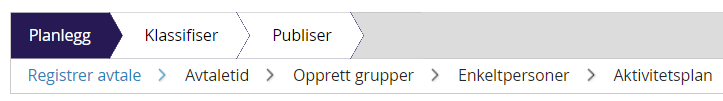 Planlegg Klassifiser Publiser
Registrer avtale > Avtaletid > Opprett grupper > Enkeltpersoner > Aktivitetsplan